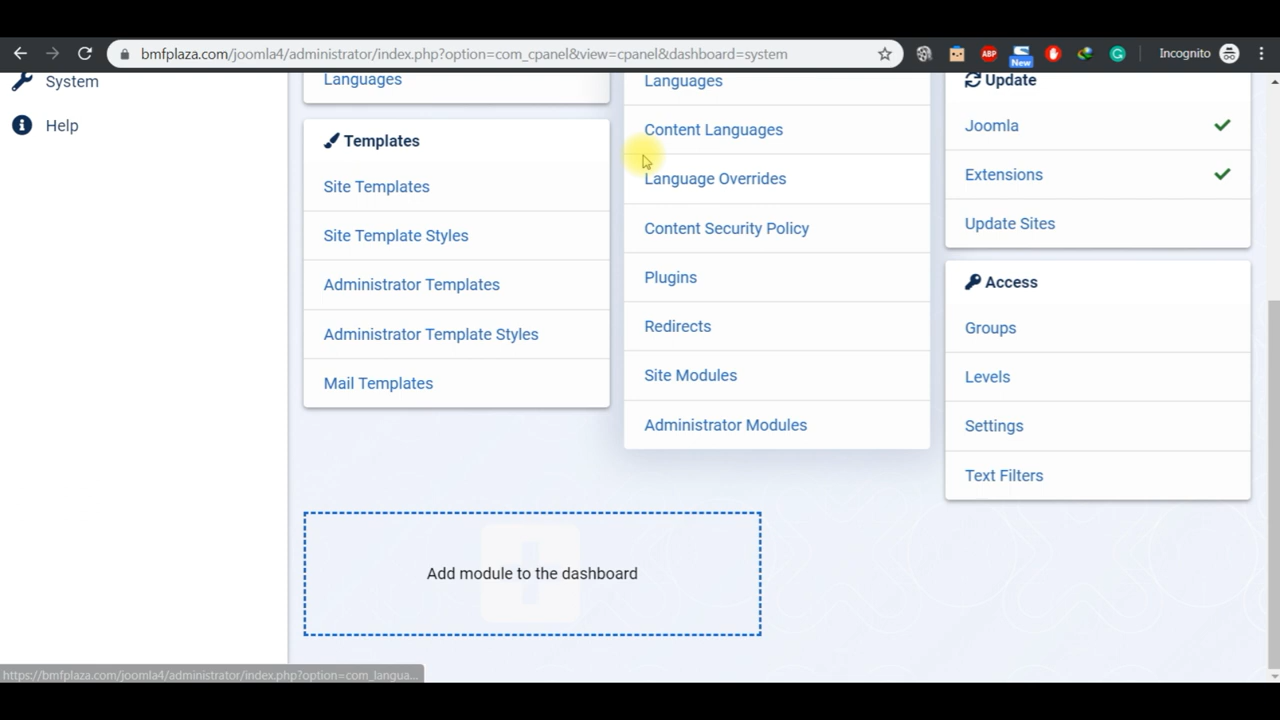 bmfplaza.com/joomla4/administrator/index.php?option=com_cpanel&view=cpanel&dashboard=system
ABP
New
Incognito
System
Help
Languages
Templates
Site Templates
Site Template Styles
Administrator Templates
Administrator Template Styles
Mail Templates
Languages
Content Languages
Language Overrides
Content Security Policy
Plugins
Redirects
Site Modules
Administrator Modules
Update
Joomla
Extensions
Update Sites
Access
Groups
Levels
Settings
Text Filters
Add module to the dashboard
https://bmfplaza.com/joomla4/administrator/index.php?option=com_langua...